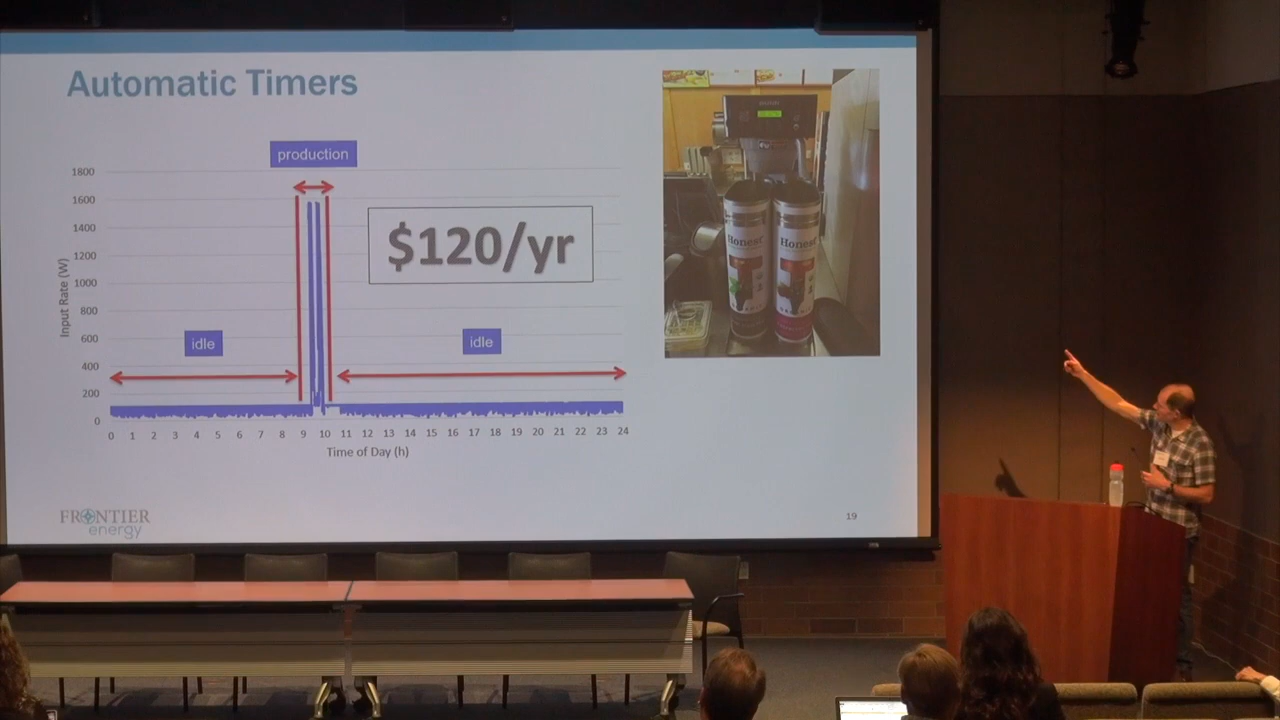 Automatic Timers
production
1800
1600
1400
1200
1000
800
600
400
200
0
Input Rate (W)
$120/yr
idle
idle
0 1 2 3 4 5 6 7 8 9 10 11 12 13 14 15 16 17 18 19 20 21 22 23 24
Time of Day (h)
Honest
Honest
FRONTIER
energy
19